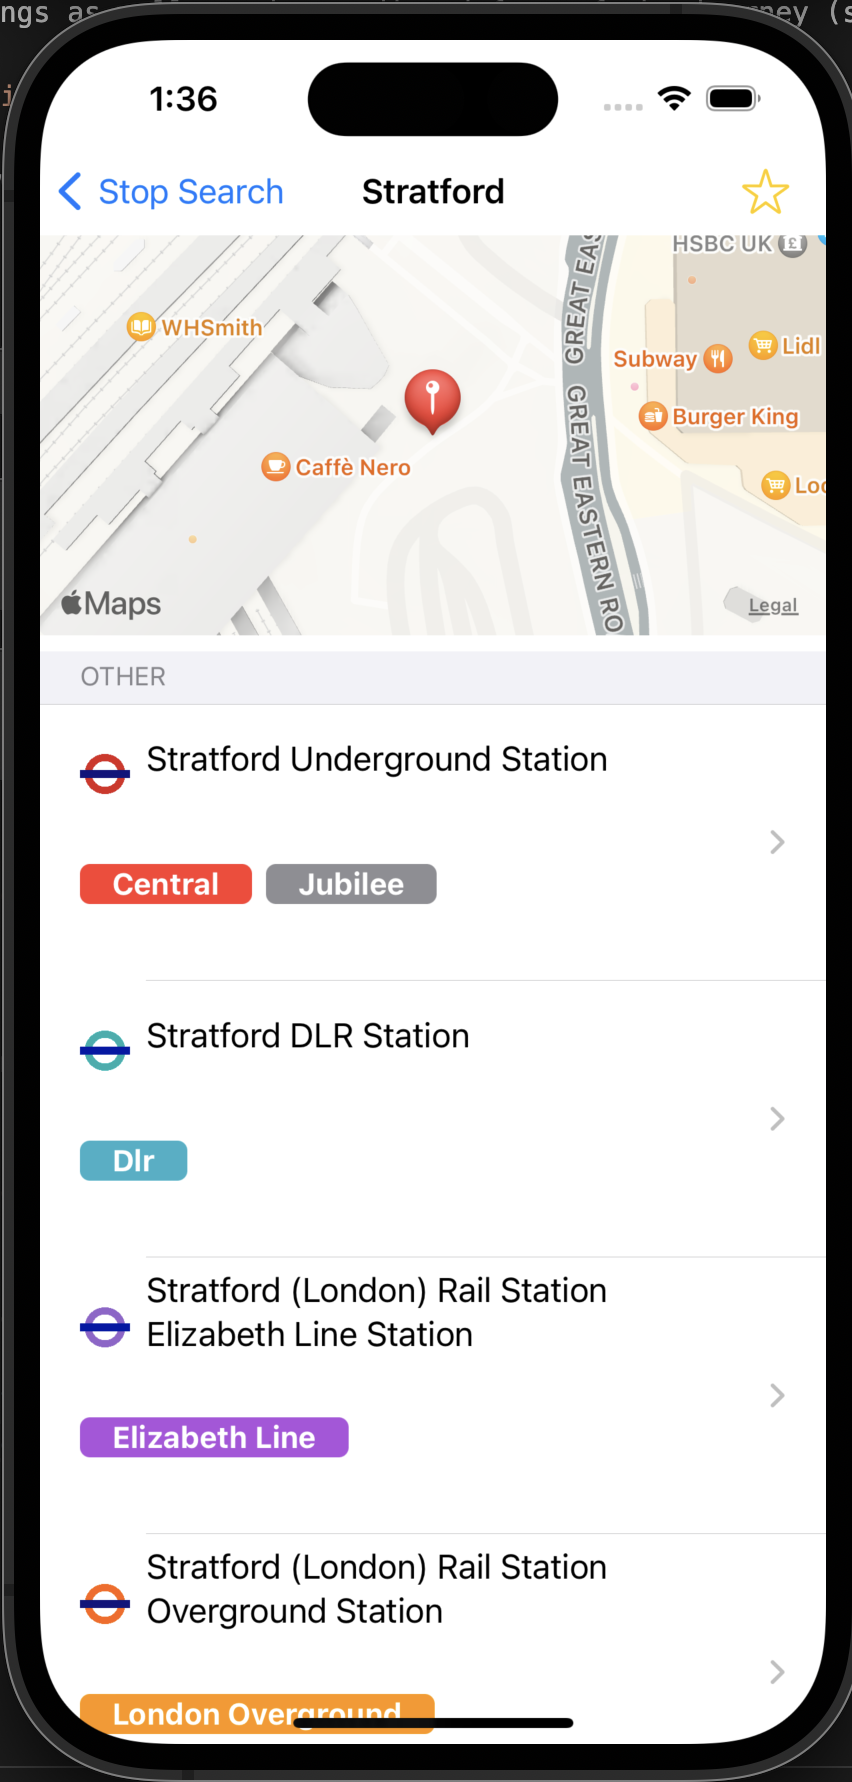 ngs as
ney (s
1:36
Stop Search
Stratford
HSBC UK
WHSmith
Subway
Lidl
Burger King
Caffè Nero
Loc
GREAT EAS
GREAT EASTERN RO
Maps
Legal
OTHER
Stratford Underground Station
Central
Jubilee
Stratford DLR Station
Dlr
Stratford (London) Rail Station
Elizabeth Line Station
Elizabeth Line
Stratford (London) Rail Station
Overground Station
London Overground